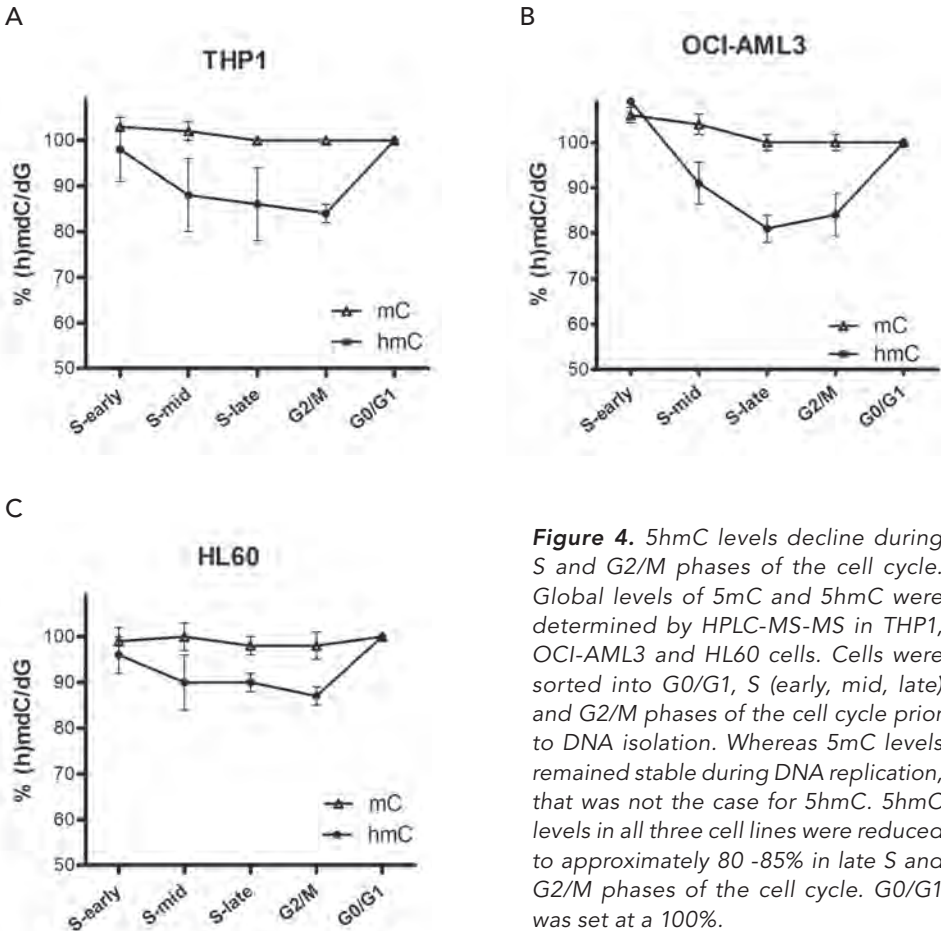 A
THP1
% (h)mdC/dG
100
90
80
70
60
50
mC
hmC
S-early
S-mid
S-late
G2/M
G0/G1
B
OCI-AML3
% (h)mdC/dG
100
90
80
70
60
50
mC
hmC
S-early
S-mid
S-late
G2/M
G0/G1
C
HL60
% (h)mdC/dG
100
90
80
70
60
50
mC
hmC
S-early
S-mid
S-late
G2/M
G0/G1
Figure 4. 5hmC levels decline during
S and G2/M phases of the cell cycle.
Global levels of 5mC and 5hmC were
determined by HPLC-MS-MS in THP1,
OCI-AML3 and HL60 cells. Cells were
sorted into G0/G1, S (early, mid, late)
and G2/M phases of the cell cycle prior
to DNA isolation. Whereas 5mC levels
remained stable during DNA replication,
that was not the case for 5hmC. 5hmC
levels in all three cell lines were reduced
to approximately 80 -85% in late S and
G2/M phases of the cell cycle. G0/G1
was set at a 100%.